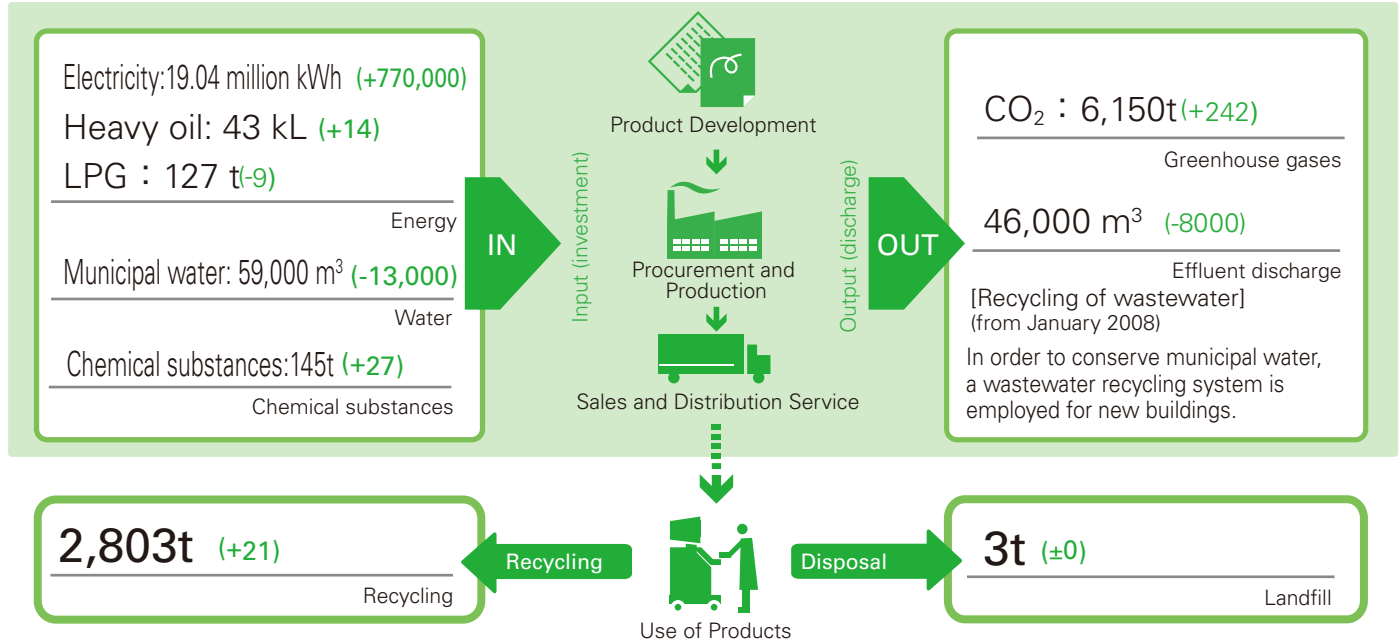 Electricity:19.04 million kWh (+770,000)
Heavy oil: 43 kL (+14)
LPG : 127 t(-9)
Energy
Municipal water: 59,000 m³ (-13,000)
Water
Chemical substances:145t (+27)
Chemical substances
IN
Input (investment)
Product Development
Procurement and
Production
Sales and Distribution Service
Output (discharge)
OUT
CO₂ : 6,150t(+242)
Greenhouse gases
46,000 m³ (-8000)
Effluent discharge
[Recycling of wastewater]
(from January 2008)
In order to conserve municipal water,
a wastewater recycling system is
employed for new buildings.
2,803t (+21)
Recycling
Recycling
Use of Products
Disposal
3t (±0)
Landfill